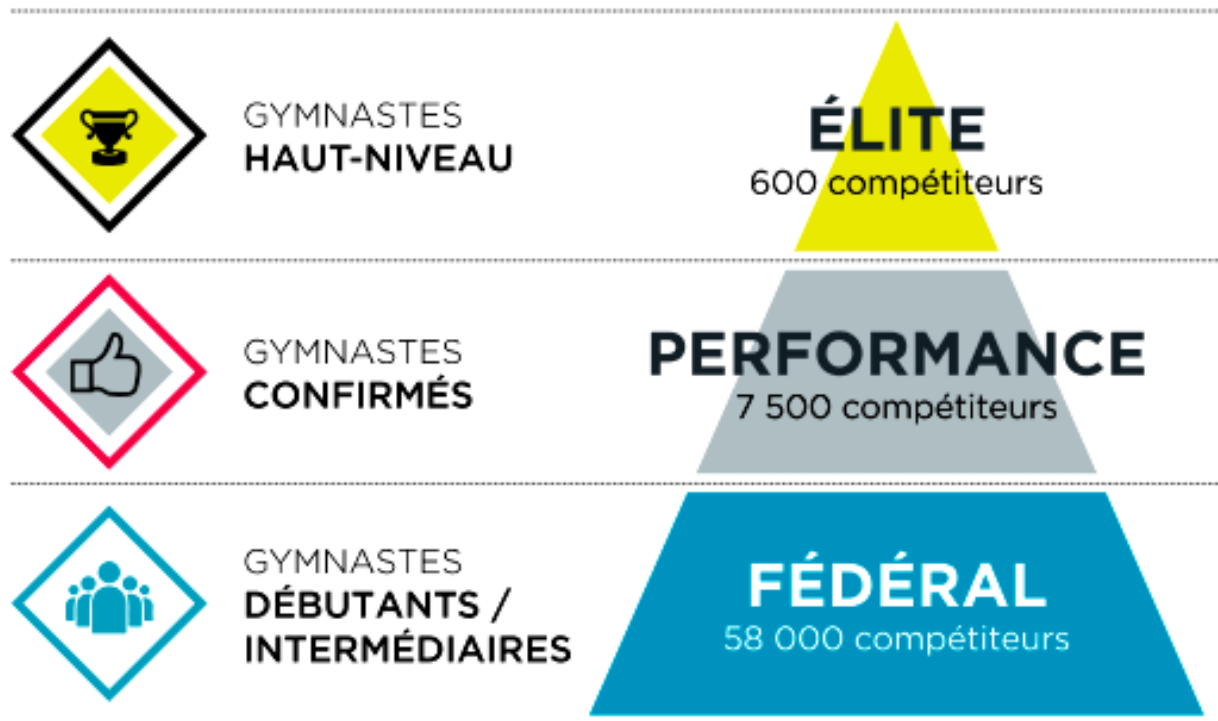 GYMNASTES
HAUT-NIVEAU
ÉLITE
600 compétiteurs
GYMNASTES
CONFIRMÉS
PERFORMANCE
7 500 compétiteurs
GYMNASTES
DÉBUTANTS /
INTERMÉDIAIRES
FÉDÉRAL
58 000 compétiteurs